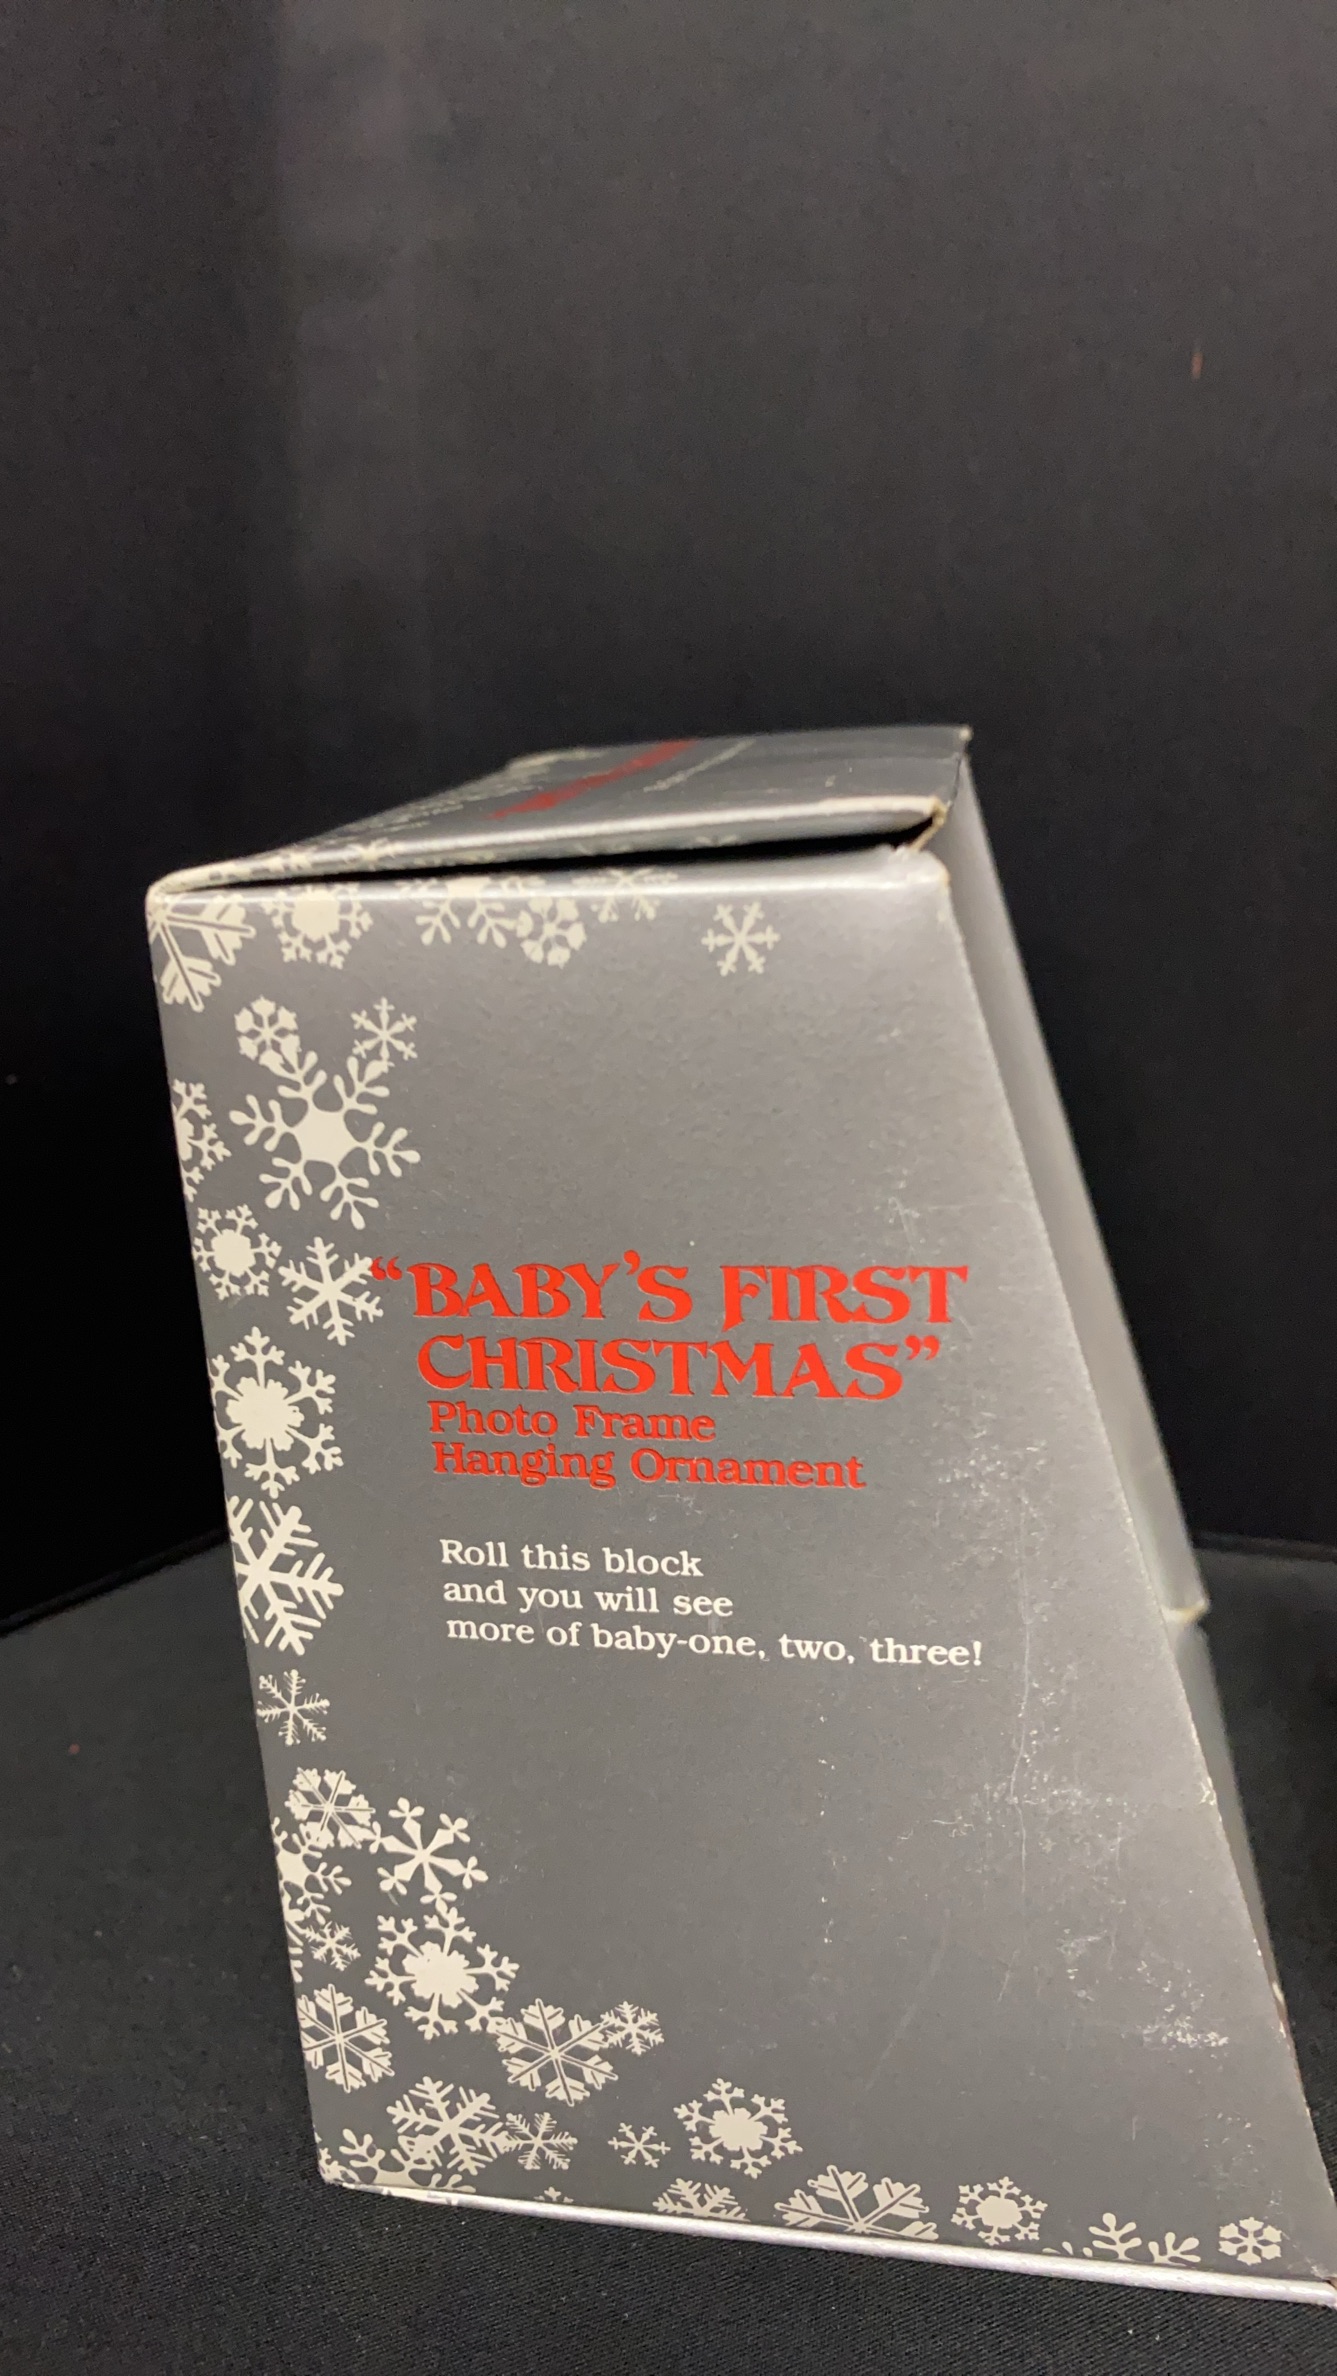 “BABY’S FIRST
CHRISTMAS”
Photo Frame
Hanging Ornament
Roll this block
and you will see
more of baby-one, two, three!